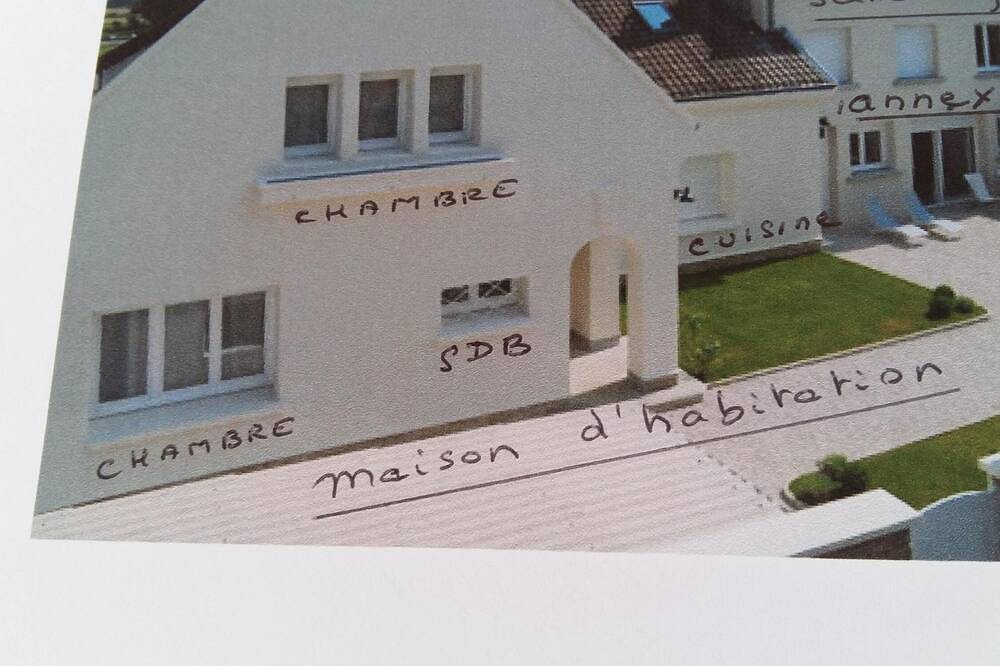 annex
CHAMBRE
CUISINE
SDB
CHAMBRE
maison d'habitation